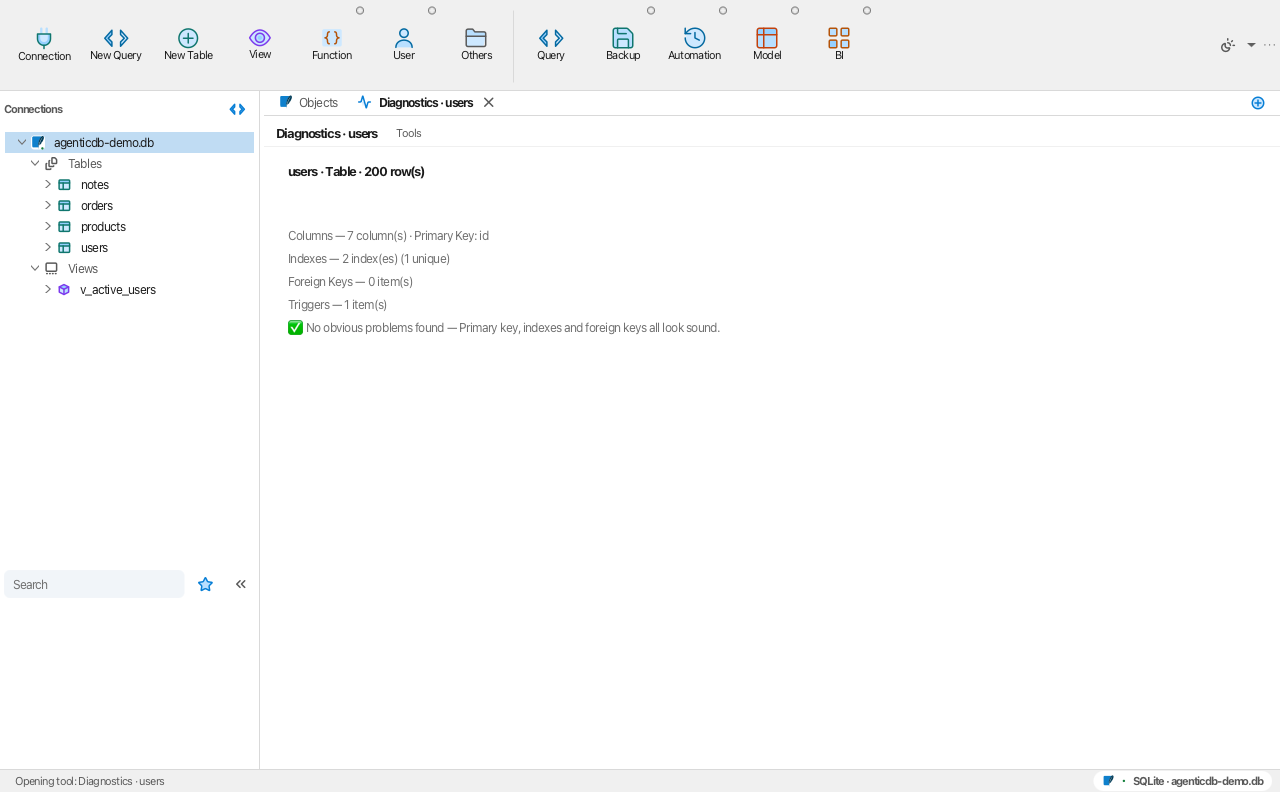 Connection
New Query
New Table
View
Function
User
Others
Query
Backup
Automation
Model
BI
Connections
Objects
Diagnostics · users
agenticdb-demo.db
Tables
notes
orders
products
users
Views
v_active_users
Search
Diagnostics · users
Tools
users · Table · 200 row(s)
Columns — 7 column(s) · Primary Key: id
Indexes — 2 index(es) (1 unique)
Foreign Keys — 0 item(s)
Triggers — 1 item(s)
✅ No obvious problems found — Primary key, indexes and foreign keys all look sound.
Opening tool: Diagnostics · users
SQLite · agenticdb-demo.db